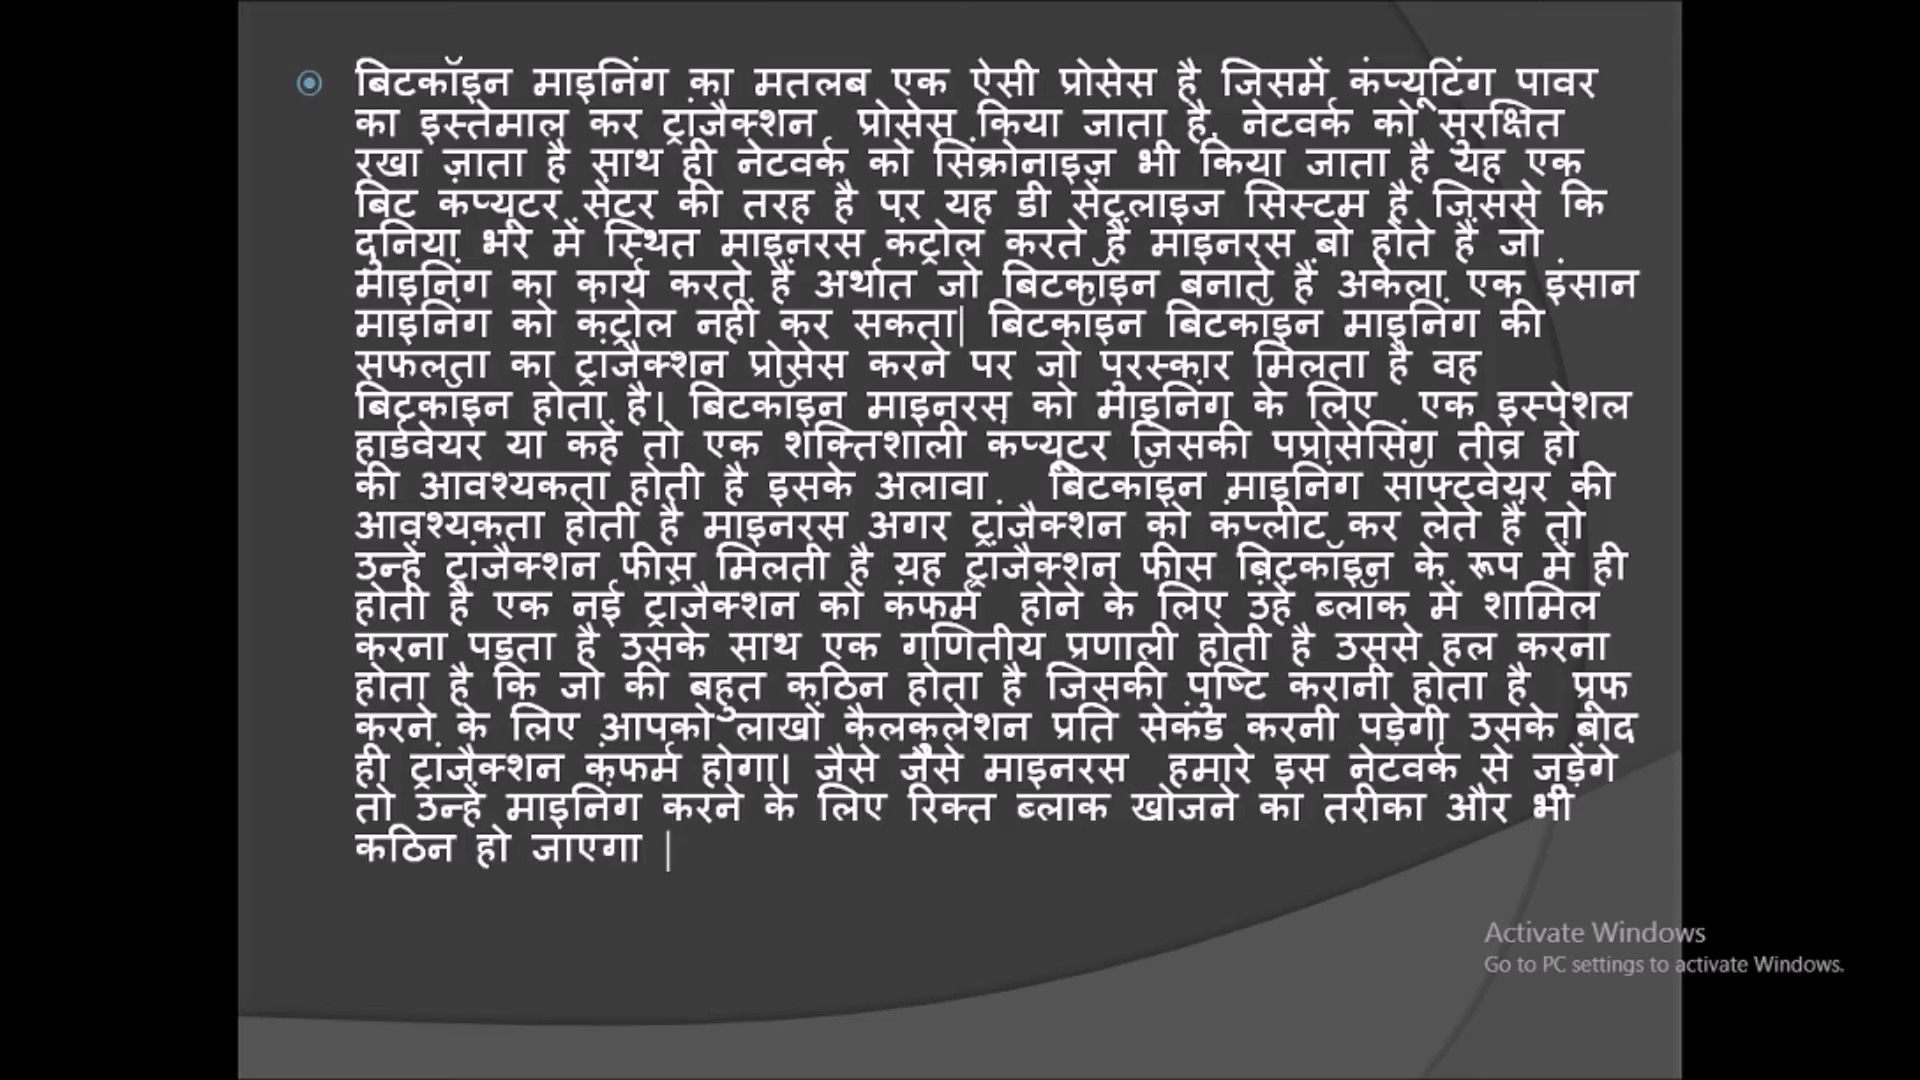 बिटकॉइन माइनिंग का मतलब एक ऐसी प्रोसेस है जिसमें कंप्यूटिंग पावर
का इस्तेमाल कर ट्रांजैक्शन प्रोसेस किया जाता है, नेटवर्क को सुरक्षित
रखा जाता है साथ ही नेटवर्क को सिंक्रोनाइज़ भी किया जाता है यह एक
बिट कंप्यूटर सेंटर की तरह है पर यह डी सेंट्रलाइज सिस्टम है जिससे कि
दुनिया भर में स्थित माइनरस कंट्रोल करते हैं माइनरस बो होते हैं जो
माइनिंग का कार्य करते हैं अर्थात जो बिटकॉइन बनाते हैं अकेला एक इंसान
माइनिंग को कंट्रोल नहीं कर सकता| बिटकॉइन बिटकॉइन माइनिंग की
सफलता का ट्रांजैक्शन प्रोसेस करने पर जो पुरस्कार मिलता है वह
बिटकॉइन होता है। बिटकॉइन माइनरस को माइनिंग के लिए एक इस्पेशल
हार्डवेयर या कहें तो एक शक्तिशाली कंप्यूटर जिसकी पप्रोसेसिंग तीव्र हो
की आवश्यकता होती है इसके अलावा बिटकॉइन माइनिंग सॉफ्टवेयर की
आवश्यकता होती है माइनरस अगर ट्रांजैक्शन को कंप्लीट कर लेते हैं तो
उन्हें ट्रांजैक्शन फीस मिलती है यह ट्रांजैक्शन फीस बिटकॉइन के रूप में ही
होती है एक नई ट्रांजैक्शन को कंफर्म होने के लिए उंहें ब्लॉक में शामिल
करना पड़ता है उसके साथ एक गणितीय प्रणाली होती है उससे हल करना
होता है कि जो की बहुत कठिन होता है जिसकी पुष्टि करानी होता है प्रूफ
करने के लिए आपको लाखों कैलकुलेशन प्रति सेकंड करनी पड़ेगी उसके बाद
ही ट्रांजैक्शन कंफर्म होगा। जैसे जैसे माइनरस हमारे इस नेटवर्क से जुड़ेंगे
तो उन्हें माइनिंग करने के लिए रिक्त ब्लाक खोजने का तरीका और भी
कठिन हो जाएगा |
Activate Windows
Go to PC settings to activate Windows.